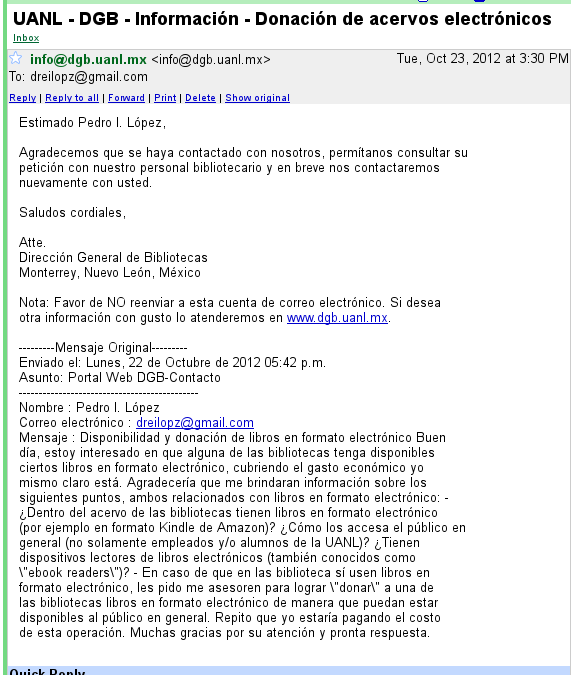 UANL - DGB - Información - Donación de acervos electrónicos
Inbox
info@dgb.uanl.mx <info@dgb.uanl.mx> Tue, Oct 23, 2012 at 3:30 PM
To: dreilopz@gmail.com
Reply | Reply to all | Forward | Print | Delete | Show original
Estimado Pedro I. López,
Agradecemos que se haya contactado con nosotros, permítanos consultar su
petición con nuestro personal bibliotecario y en breve nos contactaremos
nuevamente con usted.
Saludos cordiales,
Atte.
Dirección General de Bibliotecas
Monterrey, Nuevo León, México
Nota: Favor de NO reenviar a esta cuenta de correo electrónico. Si desea
otra información con gusto lo atenderemos en www.dgb.uanl.mx.
---------Mensaje Original---------
Enviado el: Lunes, 22 de Octubre de 2012 05:42 p.m.
Asunto: Portal Web DGB-Contacto
---------------------------------------------
Nombre : Pedro I. López
Correo electrónico : dreilopz@gmail.com
Mensaje : Disponibilidad y donación de libros en formato electrónico Buen
día, estoy interesado en que alguna de las bibliotecas tenga disponibles
ciertos libros en formato electrónico, cubriendo el gasto económico yo
mismo claro está. Agradecería que me brindaran información sobre los
siguientes puntos, ambos relacionados con libros en formato electrónico: -
¿Dentro del acervo de las bibliotecas tienen libros en formato electrónico
(por ejemplo en formato Kindle de Amazon)? ¿Cómo los accesa el público en
general (no solamente empleados y/o alumnos de la UANL)? ¿Tienen
dispositivos lectores de libros electrónicos (también conocidos como
\"ebook readers\")? - En caso de que en las biblioteca sí usen libros en
formato electrónico, les pido me asesoren para lograr \"donar\" a una de
las bibliotecas libros en formato electrónico de manera que puedan estar
disponibles al público en general. Repito que yo estaría pagando el costo
de esta operación. Muchas gracias por su atención y pronta respuesta.
Quick Reply